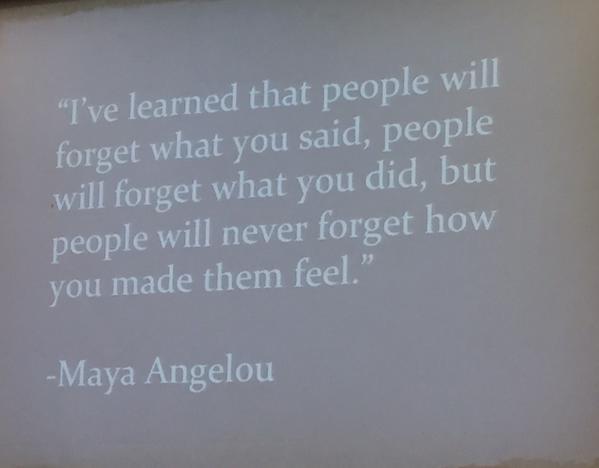 “I’ve learned that people will
forget what you said, people
will forget what you did, but
people will never forget how
you made them feel.”
-Maya Angelou